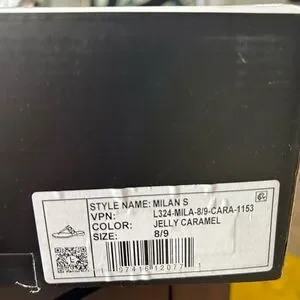 STYLE NAME: MILAN S
VPN: L324-MILA-8/9-CARA-1153
COLOR: JELLY CARAMEL
SIZE: 8/9